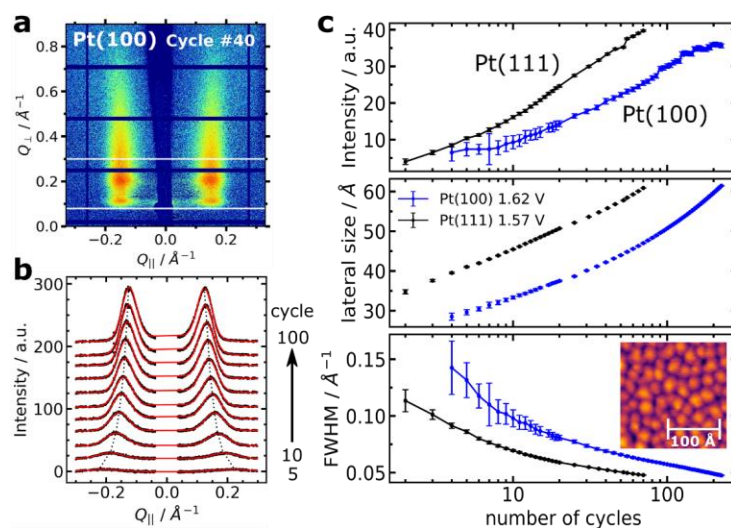 a
Pt(100) Cycle #40
Q⊥ / Å⁻¹
0.8
0.6
0.4
0.2
0.0
−0.2 0.0 0.2
Q|| / Å⁻¹
b
Intensity / a.u.
300
250
200
150
100
50
0
cycle
100
10
5
−0.2 0.0 0.2
Q|| / Å⁻¹
c
Intensity / a.u.
40
30
20
10
Pt(111)
Pt(100)
lateral size / Å
60
50
40
30
Pt(100) 1.62 V
Pt(111) 1.57 V
FWHM / Å⁻¹
0.15
0.10
0.05
100 Å
10 100
number of cycles